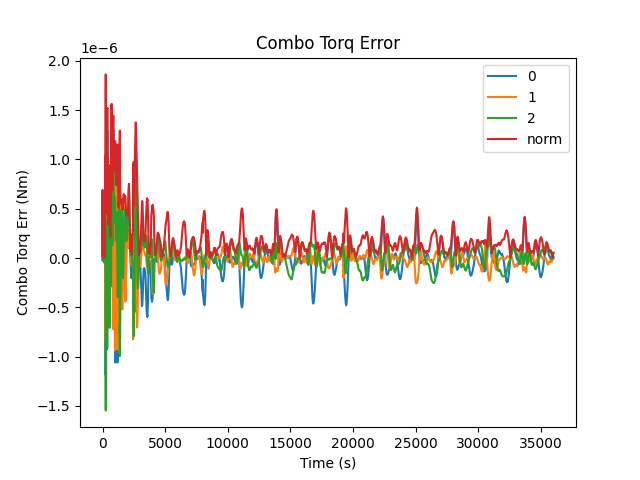 Combo Torq Error
1e−6
2.0
1.5
1.0
0.5
0.0
−0.5
−1.0
−1.5
Combo Torq Err (Nm)
0
1
2
norm
0 5000 10000 15000 20000 25000 30000 35000
Time (s)